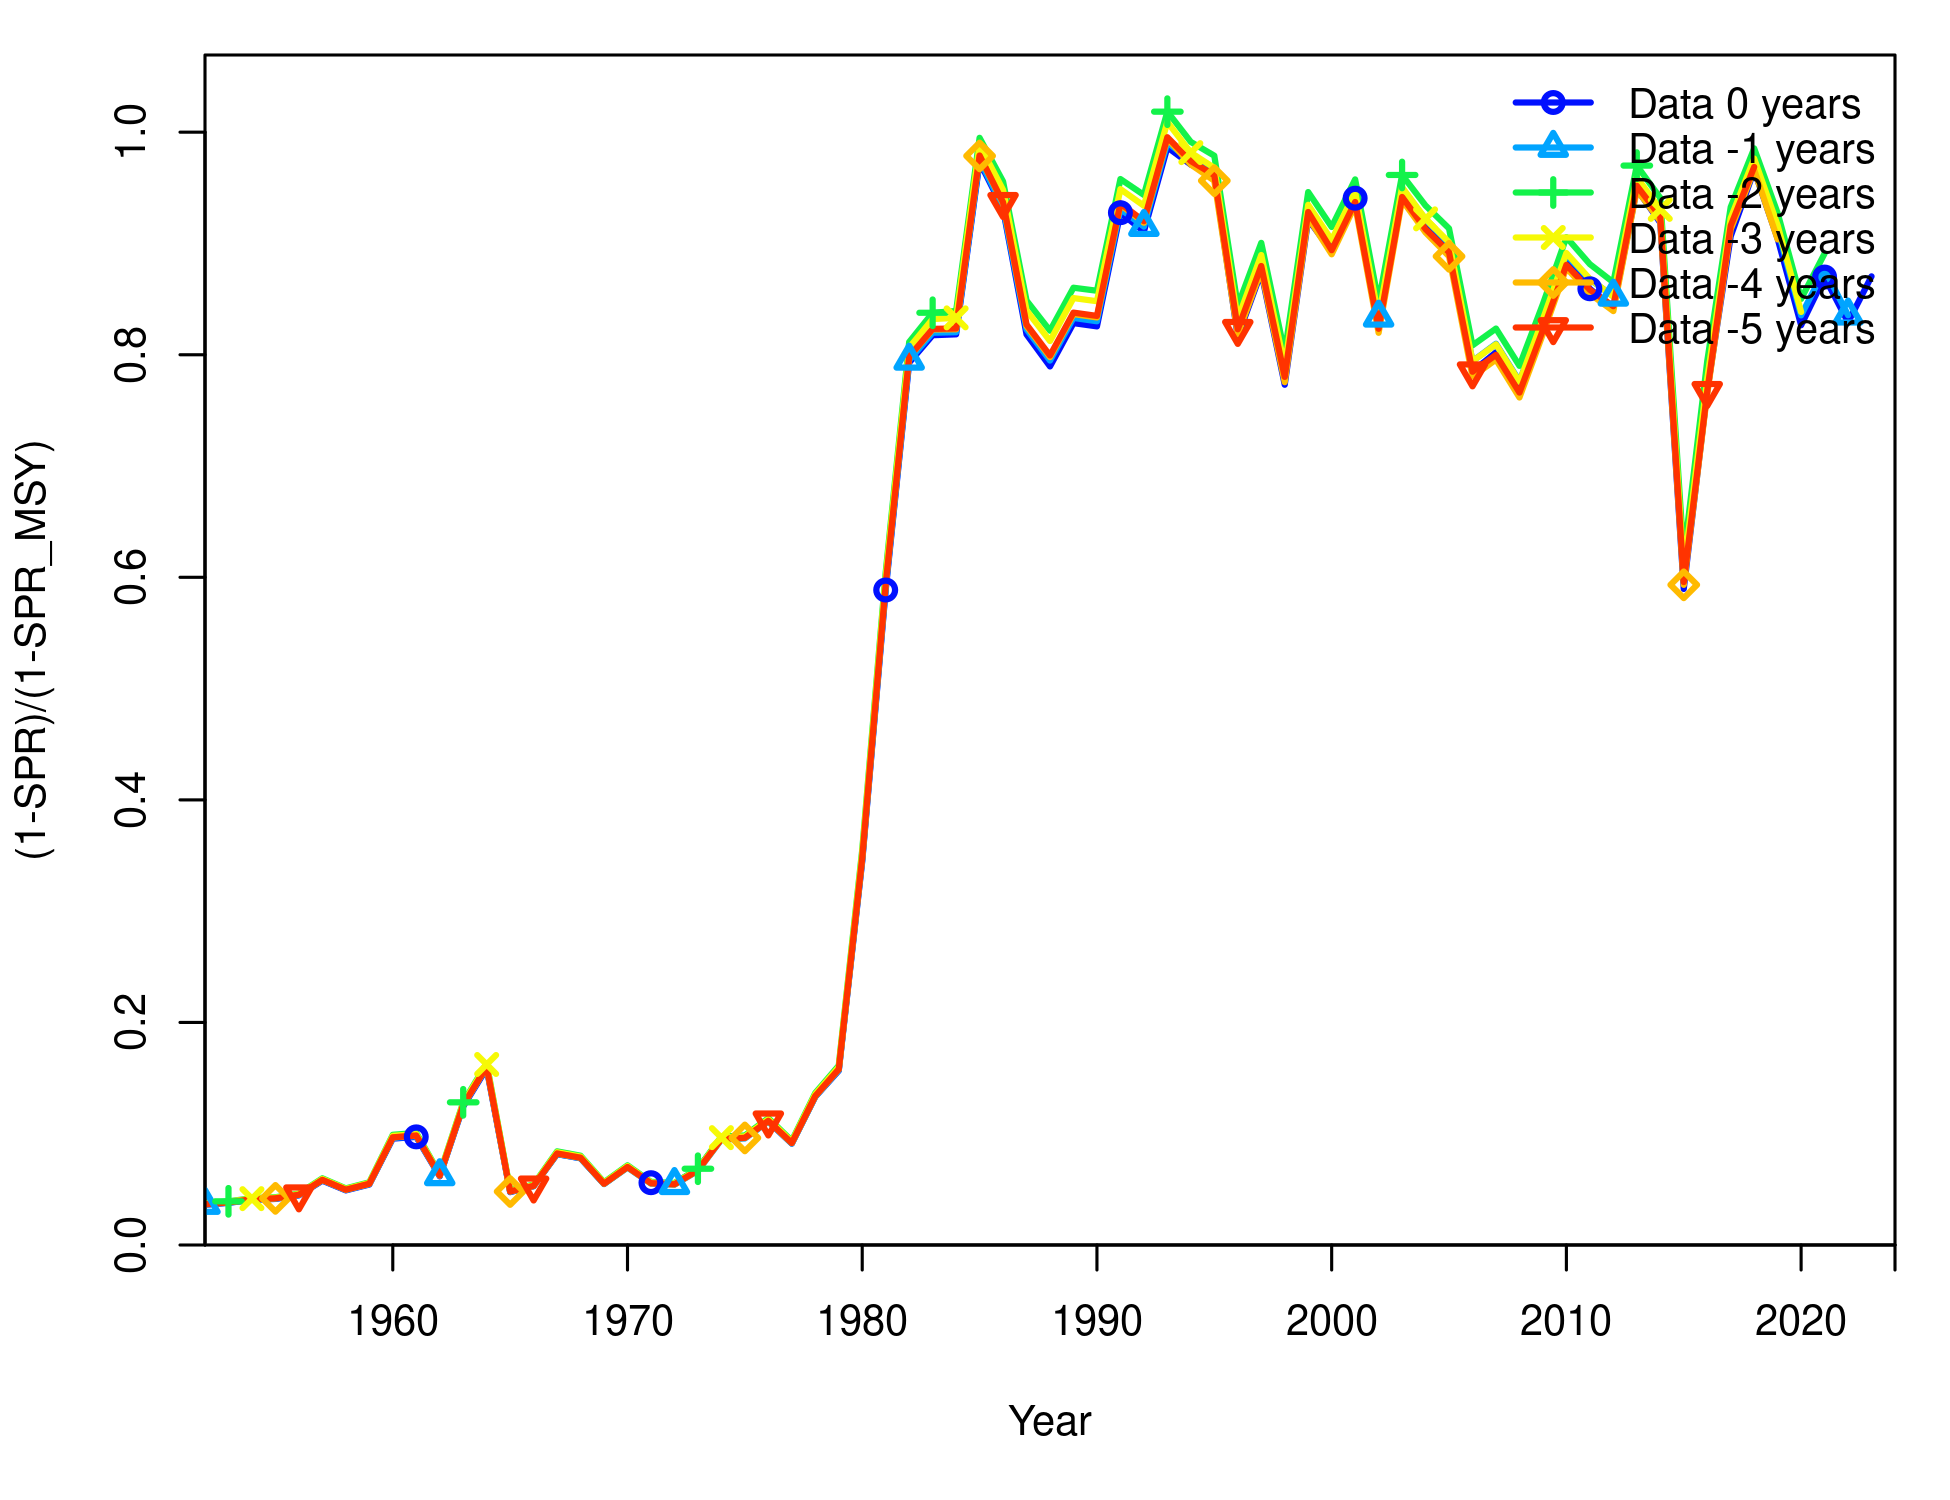 Data 0 years
Data -1 years
Data -2 years
Data -3 years
Data -4 years
Data -5 years
(1-SPR)/(1-SPR_MSY)
1.0
0.8
0.6
0.4
0.2
0.0
1960 1970 1980 1990 2000 2010 2020
Year